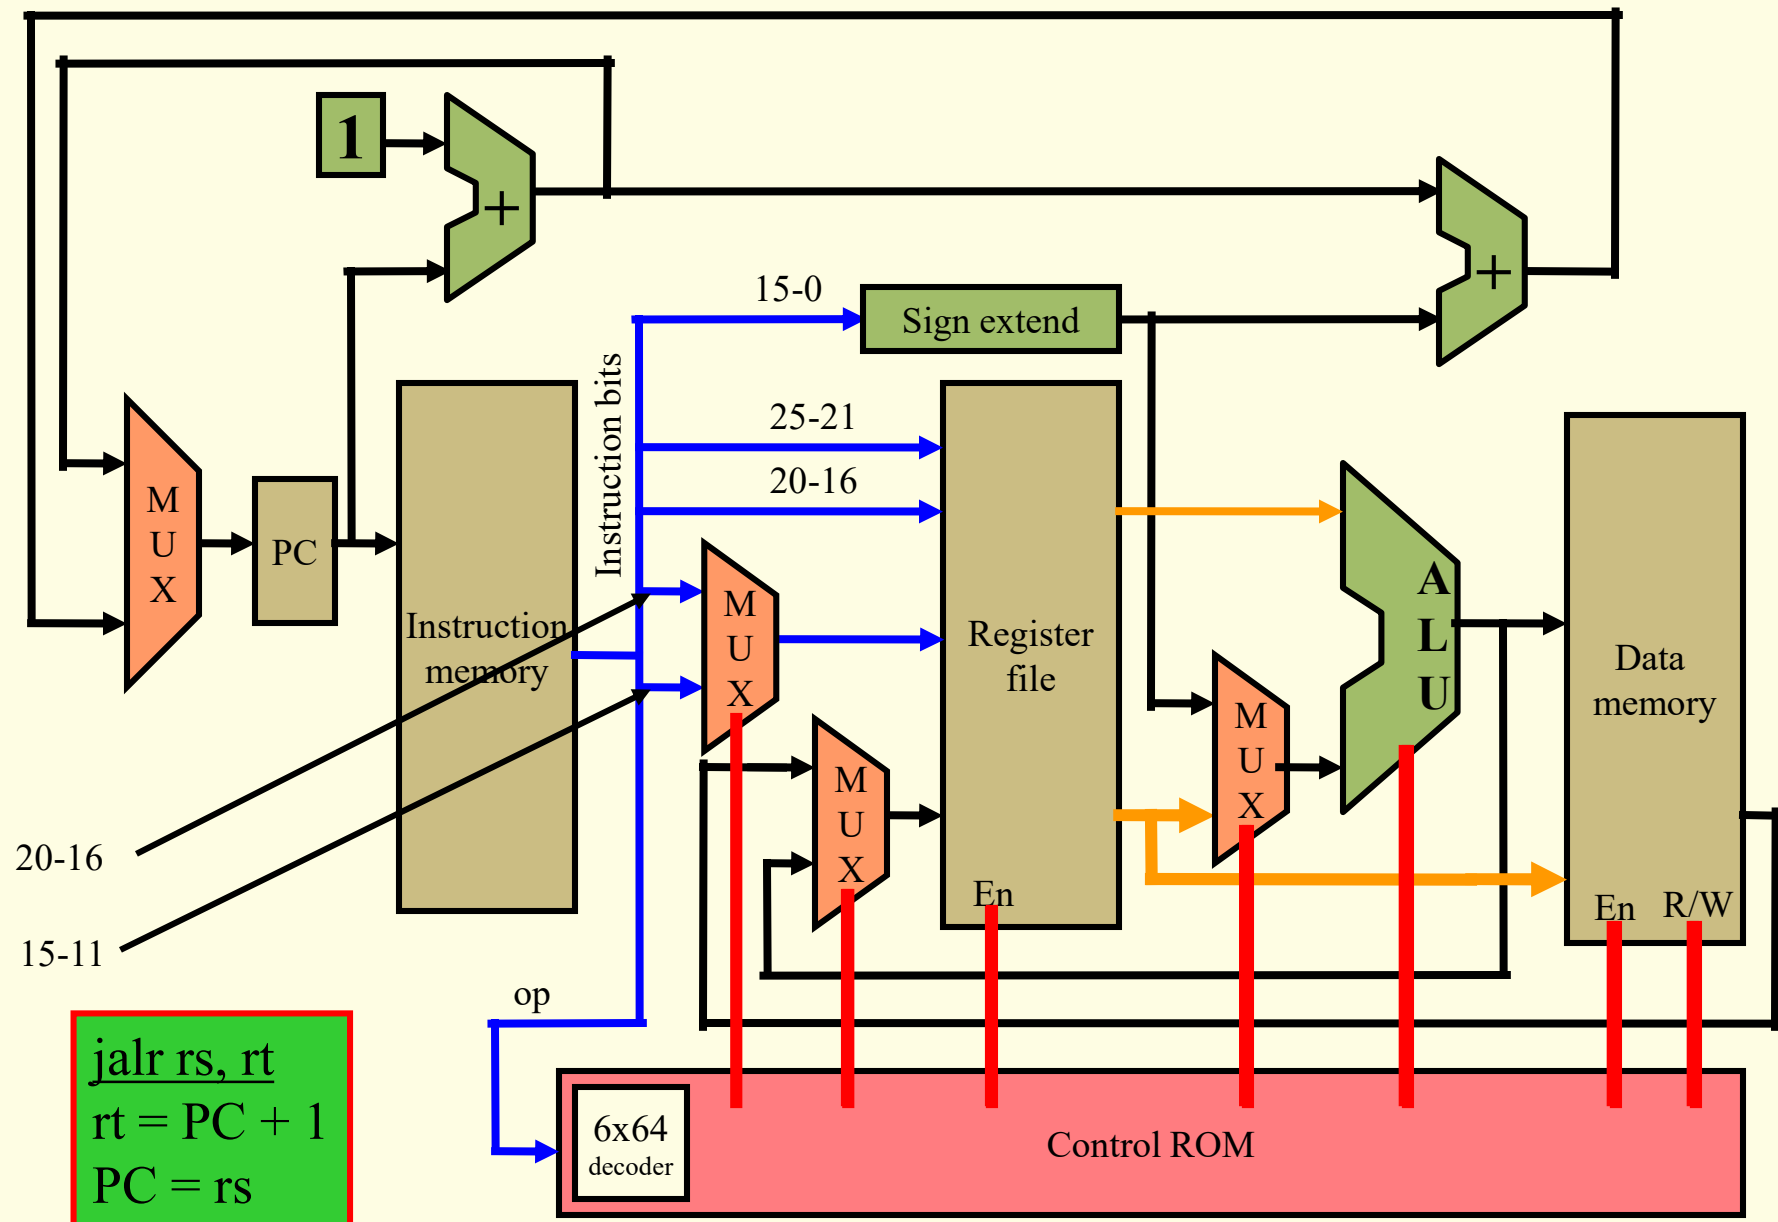 1
+
+
15-0
Sign extend
Instruction bits
25-21
20-16
M
U
X
PC
Instruction
memory
M
U
X
Register
file
En
M
U
X
M
U
X
A
L
U
Data
memory
En R/W
20-16
15-11
op
jalr rs, rt
rt = PC + 1
PC = rs
6x64
decoder
Control ROM